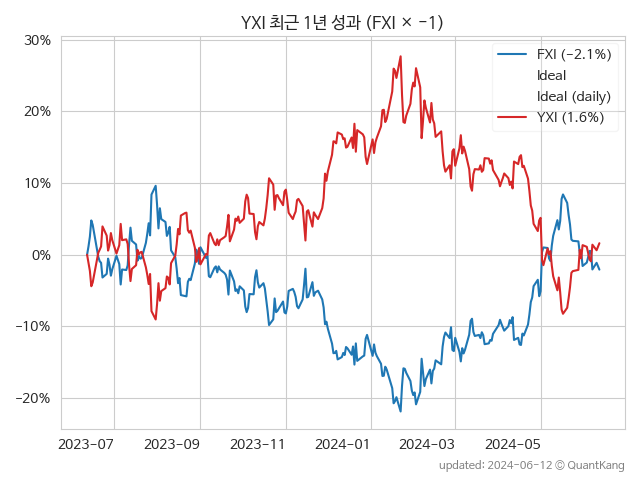 YXI 최근 1년 성과 (FXI × -1)
FXI (-2.1%)
Ideal
Ideal (daily)
YXI (1.6%)
30%
20%
10%
0%
-10%
-20%
2023-07 2023-09 2023-11 2024-01 2024-03 2024-05
updated: 2024-06-12 © QuantKang